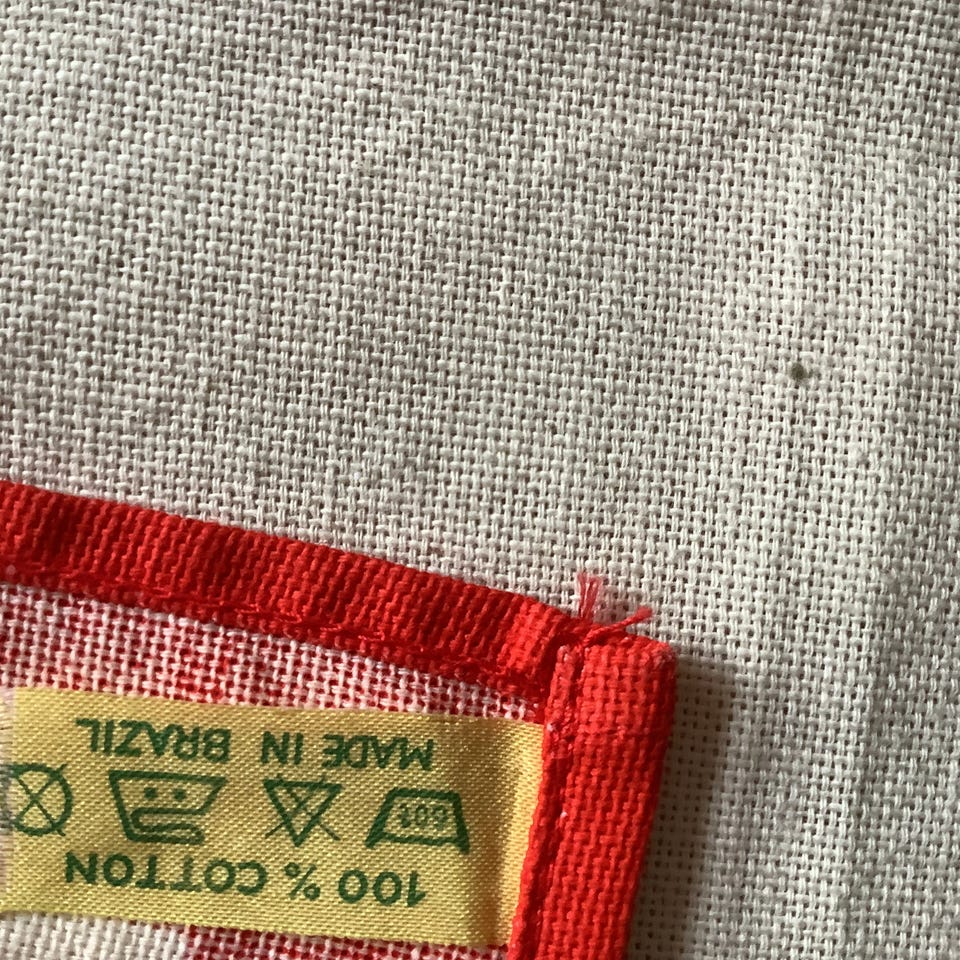 100 % COTTON
60°
MADE IN BRAZIL